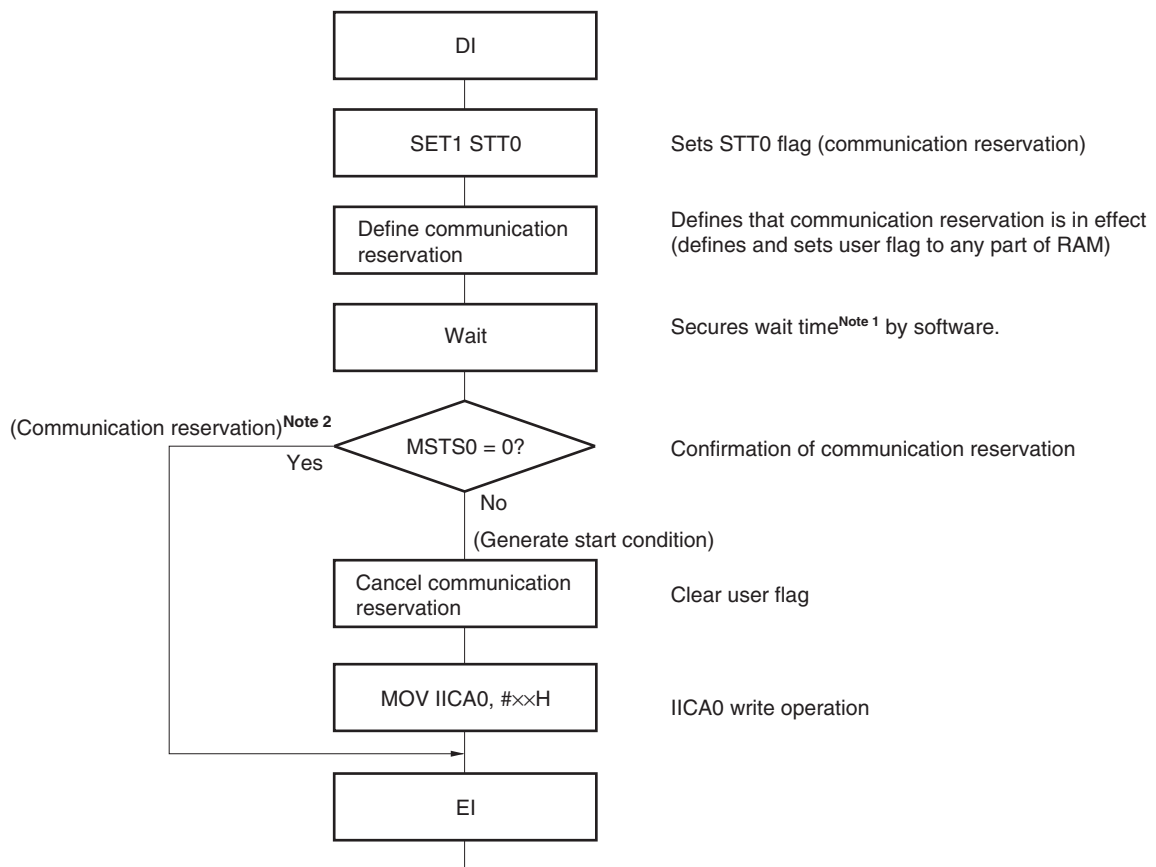 DI
SET1 STT0
Sets STT0 flag (communication reservation)
Define communication
reservation
Defines that communication reservation is in effect
(defines and sets user flag to any part of RAM)
Wait
Secures wait timeNote 1 by software.
(Communication reservation)Note 2
MSTS0 = 0?
Confirmation of communication reservation
Yes
No
(Generate start condition)
Cancel communication
reservation
Clear user flag
MOV IICA0, #××H
IICA0 write operation
EI